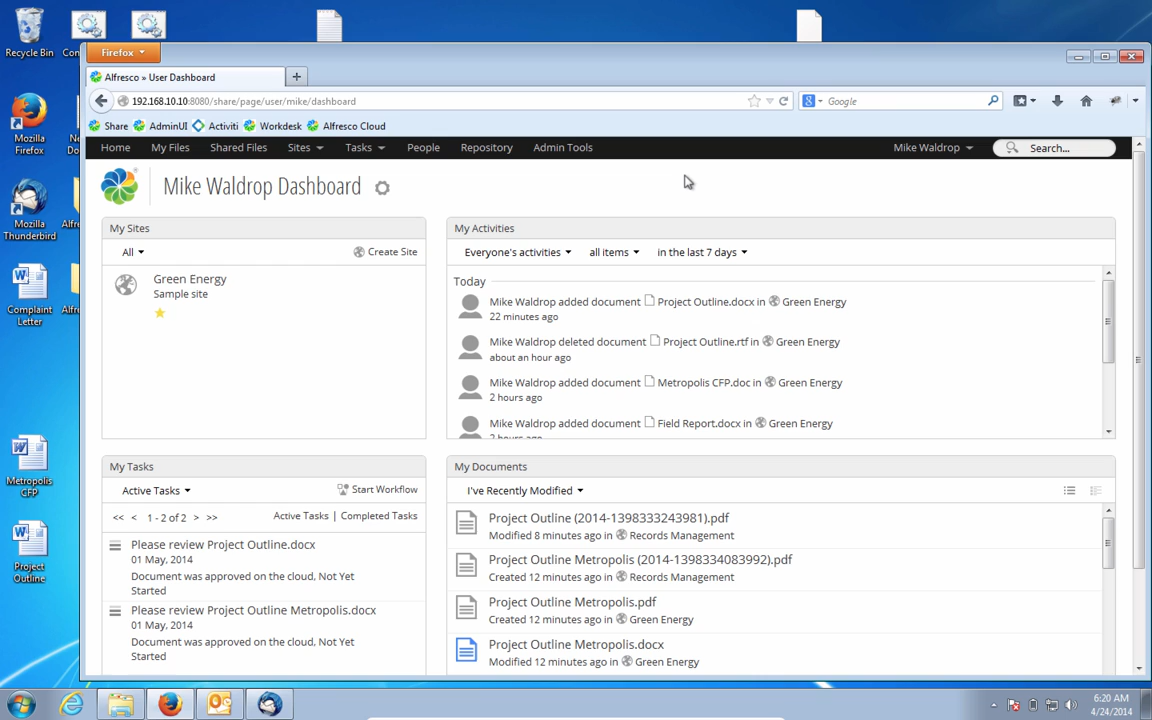 Recycle Bin
Firefox
Alfresco » User Dashboard
192.168.10.10:8080/share/page/user/mike/dashboard
Google
Share
AdminUI
Activiti
Workdesk
Alfresco Cloud
Home
My Files
Shared Files
Sites
Tasks
People
Repository
Admin Tools
Mike Waldrop
Search...
Mike Waldrop Dashboard
My Sites
All
Create Site
Green Energy
Sample site
My Activities
Everyone's activities
all items
in the last 7 days
Today
Mike Waldrop added document Project Outline.docx in Green Energy
22 minutes ago
Mike Waldrop deleted document Project Outline.rtf in Green Energy
about an hour ago
Mike Waldrop added document Metropolis CFP.doc in Green Energy
2 hours ago
Mike Waldrop added document Field Report.docx in Green Energy
2 hours ago
My Tasks
Active Tasks
Start Workflow
<< < 1 - 2 of 2 > >>
Active Tasks | Completed Tasks
Please review Project Outline.docx
01 May, 2014
Document was approved on the cloud, Not Yet
Started
Please review Project Outline Metropolis.docx
01 May, 2014
Document was approved on the cloud, Not Yet
Started
My Documents
I've Recently Modified
Project Outline (2014-1398333243981).pdf
Modified 8 minutes ago in Records Management
Project Outline Metropolis (2014-1398334083992).pdf
Created 12 minutes ago in Records Management
Project Outline Metropolis.pdf
Created 12 minutes ago in Green Energy
Project Outline Metropolis.docx
Modified 12 minutes ago in Green Energy
Mozilla
Firefox
Mozilla
Thunderbird
Complaint
Letter
Metropolis
CFP
Project
Outline
6:20 AM
4/24/2014